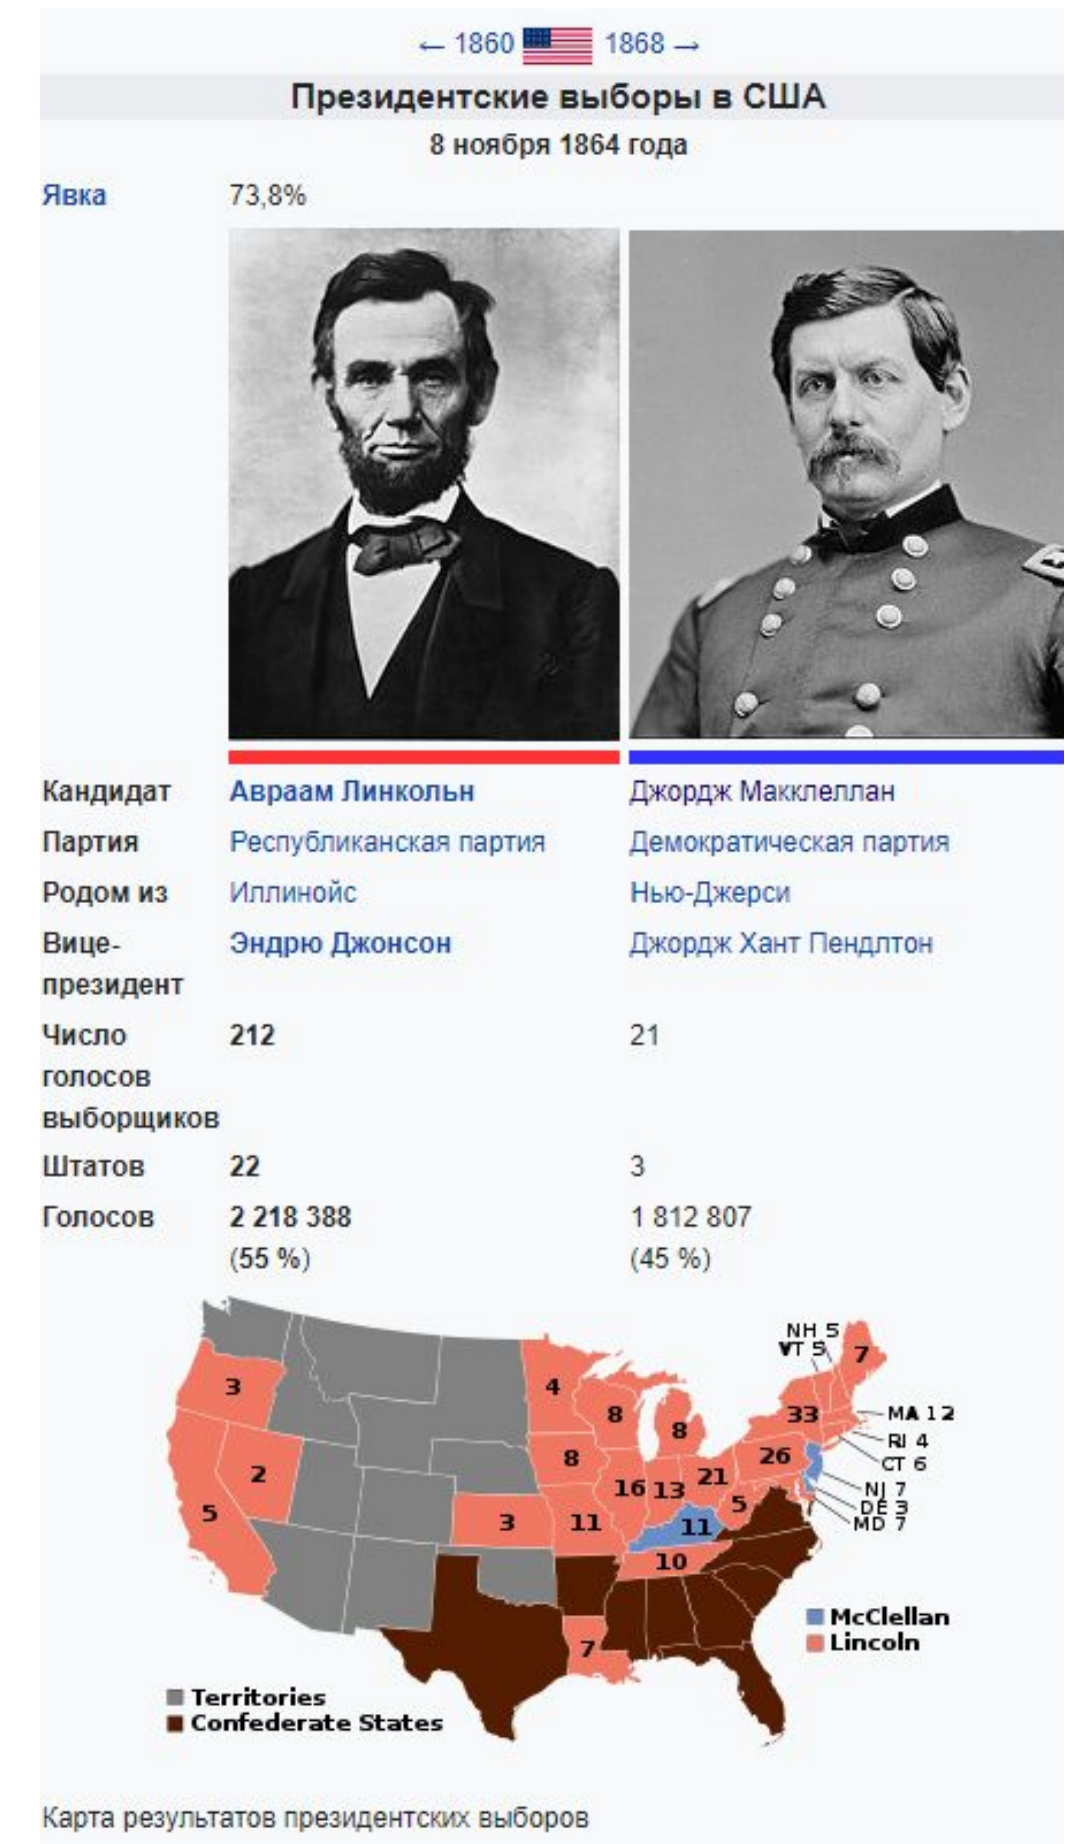 ← 1860 1868 →
Президентские выборы в США
8 ноября 1864 года
Явка 73,8%
Кандидат Авраам Линкольн Джордж Макклеллан
Партия Республиканская партия Демократическая партия
Родом из Иллинойс Нью-Джерси
Вице- Эндрю Джонсон Джордж Хант Пендлтон
президент
Число 212 21
голосов
выборщиков
Штатов 22 3
Голосов 2 218 388 1 812 807
(55 %) (45 %)
NH 5
VT 5
7
3
4
8
33
MA 12
8
RI 4
26
CT 6
2
8
21
16
13
NJ 7
5
5
DE 3
3
11
11
MD 7
10
McClellan
7
Lincoln
Territories
Confederate States
Карта результатов президентских выборов